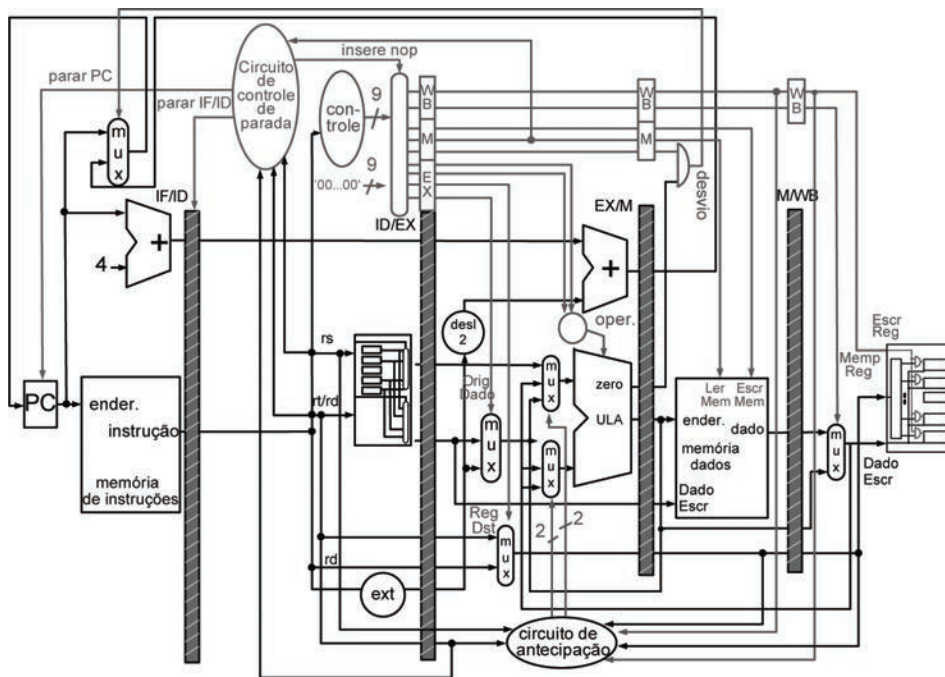 insere nop
Circuito
de
controle
de
parada
parar PC
parar IF/ID
con-
trole
9
9
'00...00'
W
B
M
E
X
W
B
M
W
B
m
u
x
IF/ID
ID/EX
EX/M
M/WB
desvio
+
4
+
desl
2
oper.
rs
rt/rd
Orig
Dado
m
u
x
m
u
x
m
u
x
zero
ULA
Ler
Mem
Escr
Mem
ender.
dado
memória
dados
Dado
Escr
Escr
Reg
Memp
Reg
m
u
x
Dado
Escr
PC
ender.
instrução
memória
de instruções
Reg
Dst
m
u
x
2
2
rd
ext
circuito de
antecipação